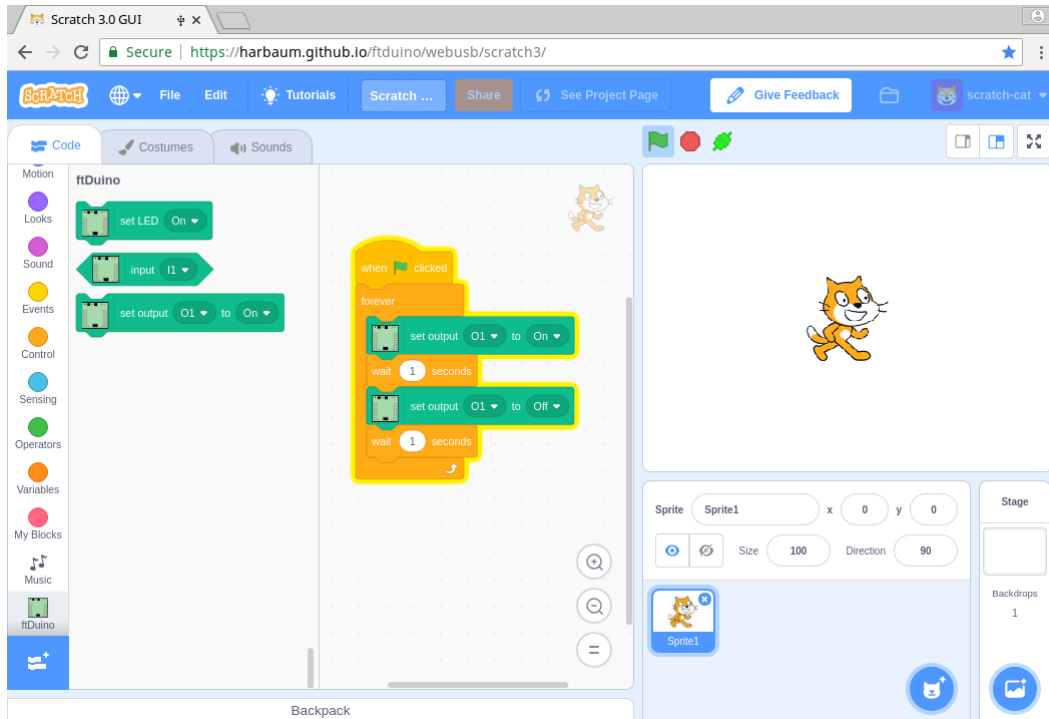 Scratch 3.0 GUI
Secure | https://harbaum.github.io/ftduino/webusb/scratch3/
SCRATCH File Edit Tutorials Scratch ... Share See Project Page Give Feedback scratch-cat
Code Costumes Sounds
Motion
Looks
Sound
Events
Control
Sensing
Operators
Variables
My Blocks
Music
ftDuino
ftDuino
set LED On
input I1
set output O1 to On
when clicked
forever
set output O1 to On
wait 1 seconds
set output O1 to Off
wait 1 seconds
Backpack
Sprite Sprite1 x 0 y 0
Size 100 Direction 90
Sprite1
Stage
Backdrops
1